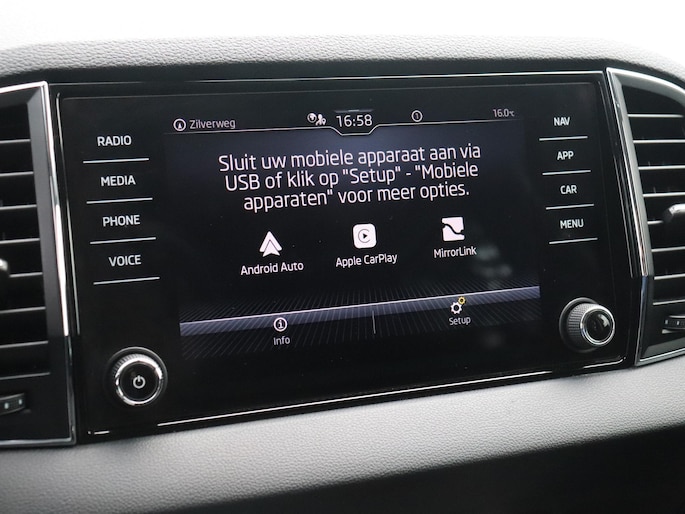 Zilverweg 16:58 1 16.0°C
RADIO
MEDIA
PHONE
VOICE
Sluit uw mobiele apparaat aan via
USB of klik op "Setup" - "Mobiele
apparaten" voor meer opties.
Android Auto Apple CarPlay MirrorLink
Info Setup
NAV
APP
CAR
MENU